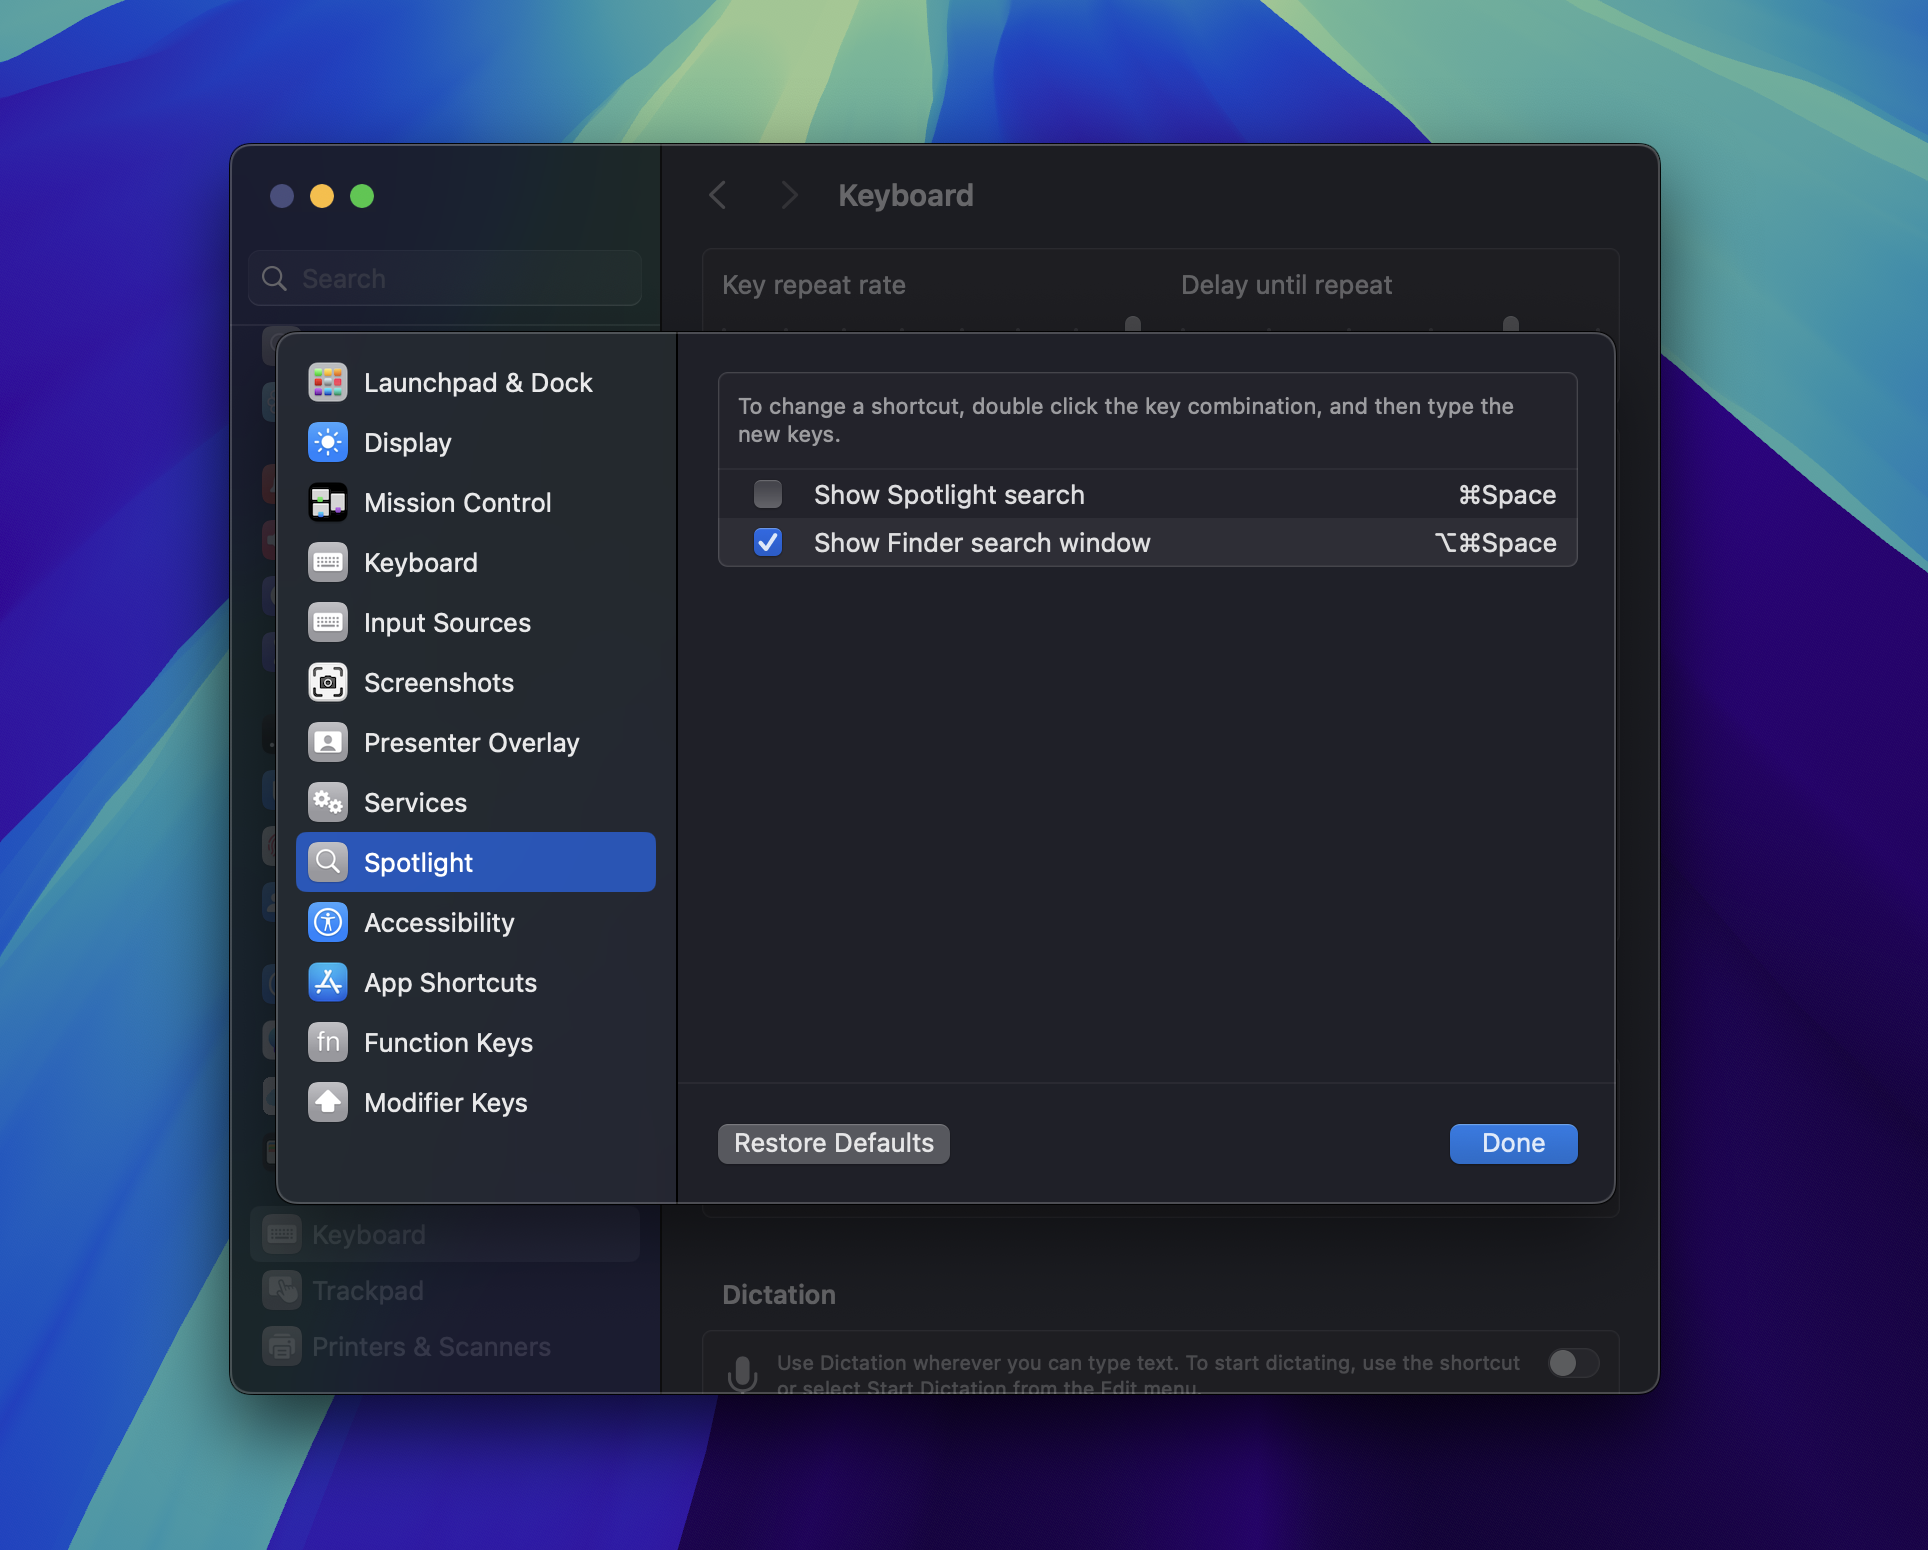 Keyboard
Search
Key repeat rate
Delay until repeat
Launchpad & Dock
Display
Mission Control
Keyboard
Input Sources
Screenshots
Presenter Overlay
Services
Spotlight
Accessibility
App Shortcuts
fn Function Keys
Modifier Keys
To change a shortcut, double click the key combination, and then type the
new keys.
Show Spotlight search ⌘Space
Show Finder search window ⌥⌘Space
Restore Defaults
Done
Keyboard
Trackpad
Printers & Scanners
Dictation
Use Dictation wherever you can type text. To start dictating, use the shortcut
or select Start Dictation from the Edit menu.